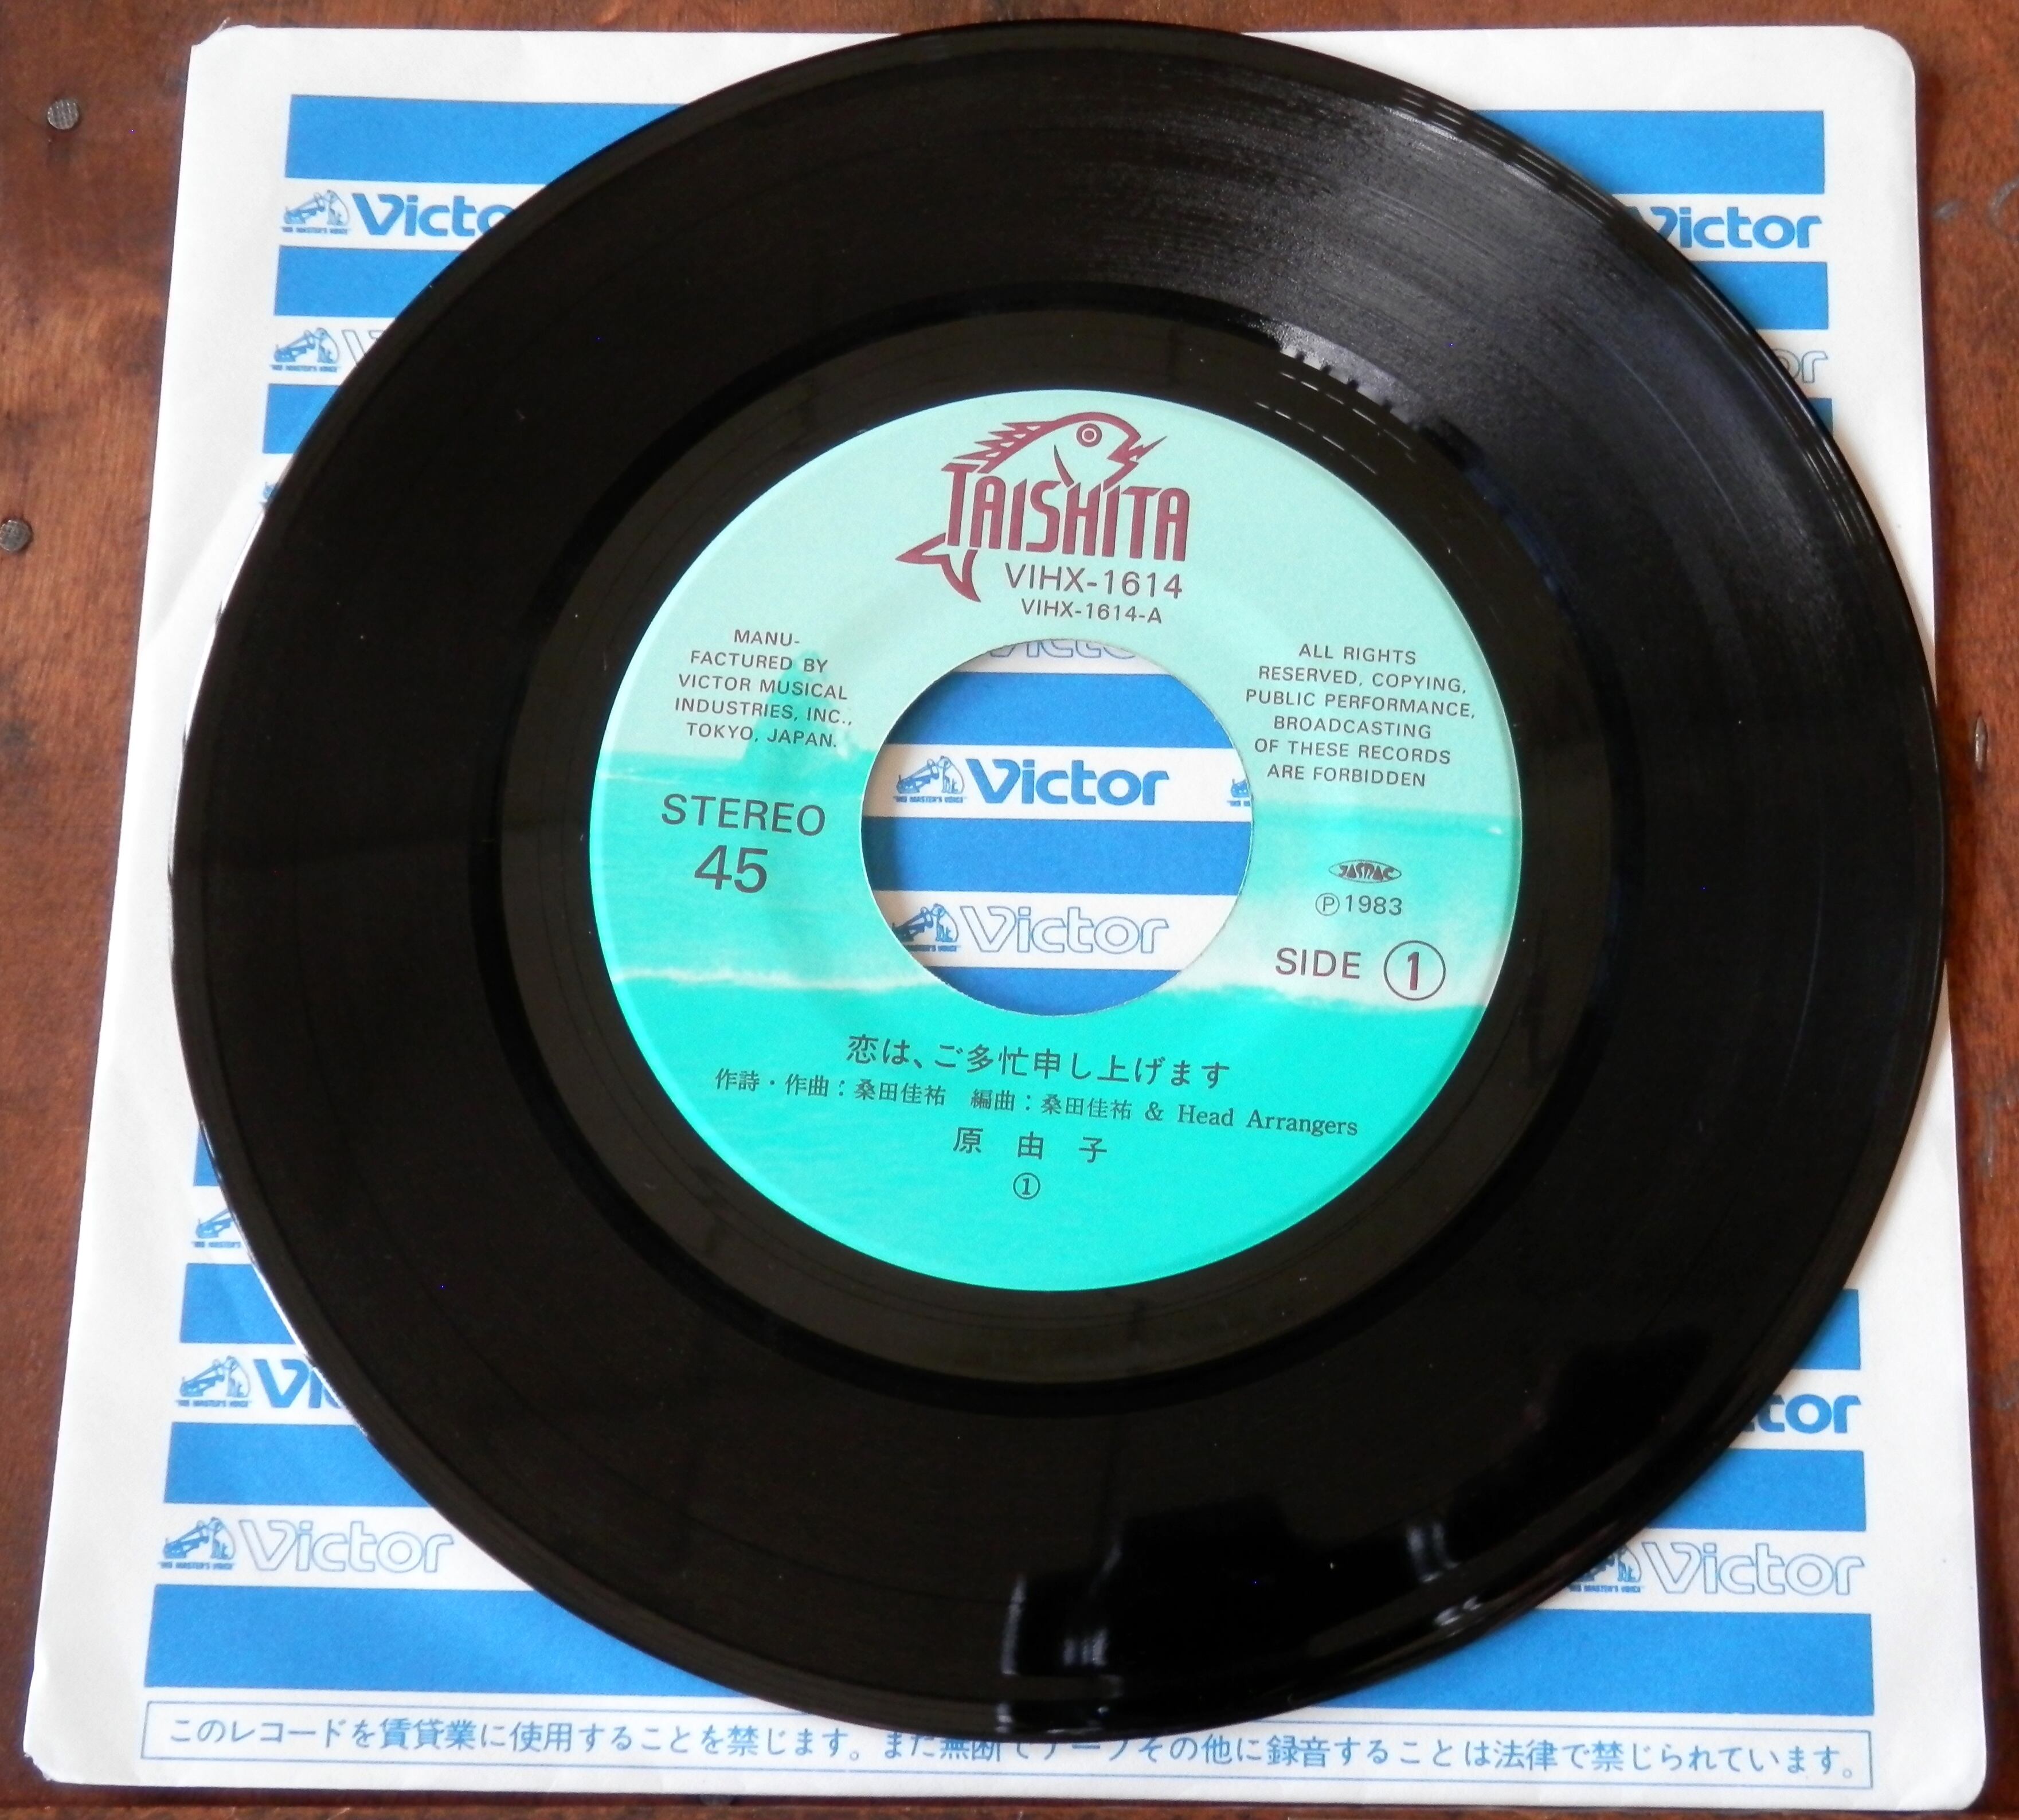 Victor
TAISHITA
VIHX-1614
VIHX-1614-A
MANU-
FACTURED BY
VICTOR MUSICAL
INDUSTRIES, INC.,
TOKYO, JAPAN.
ALL RIGHTS
RESERVED, COPYING,
PUBLIC PERFORMANCE,
BROADCASTING
OF THESE RECORDS
ARE FORBIDDEN
STEREO
45
Victor
Victor
JASRAC
Ⓟ1983
SIDE ①
恋は、ご多忙申し上げます
作詩・作曲：桑田佳祐 編曲：桑田佳祐 & Head Arrangers
原 由 子
①
Victor
Victor
このレコードを賃貸業に使用することを禁じます。また無断でテープその他に録音することは法律で禁じられています。